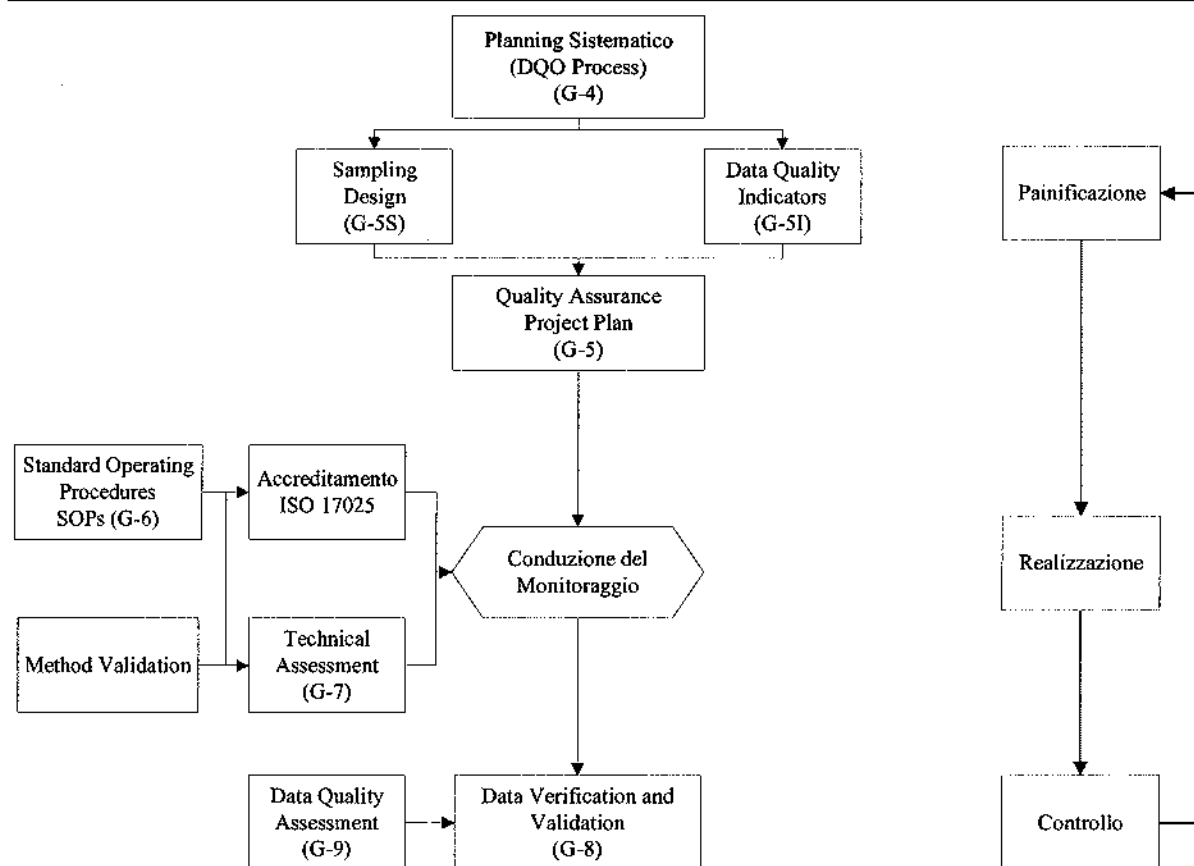 Planning Sistematico
(DQO Process)
(G-4)
Sampling
Design
(G-5S)
Data Quality
Indicators
(G-5I)
Painificazione
Quality Assurance
Project Plan
(G-5)
Standard Operating
Procedures
SOPs (G-6)
Accreditamento
ISO 17025
Conduzione del
Monitoraggio
Realizzazione
Method Validation
Technical
Assessment
(G-7)
Data Quality
Assessment
(G-9)
Data Verification and
Validation
(G-8)
Controllo